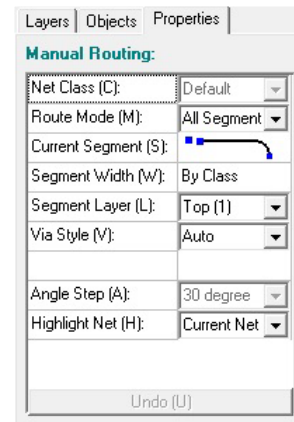 Layers Objects Properties
Manual Routing:
Net Class (C): Default
Route Mode (M): All Segment
Current Segment (S):
Segment Width (W): By Class
Segment Layer (L): Top (1)
Via Style (V): Auto
Angle Step (A): 30 degree
Highlight Net (H): Current Net
Undo (U)